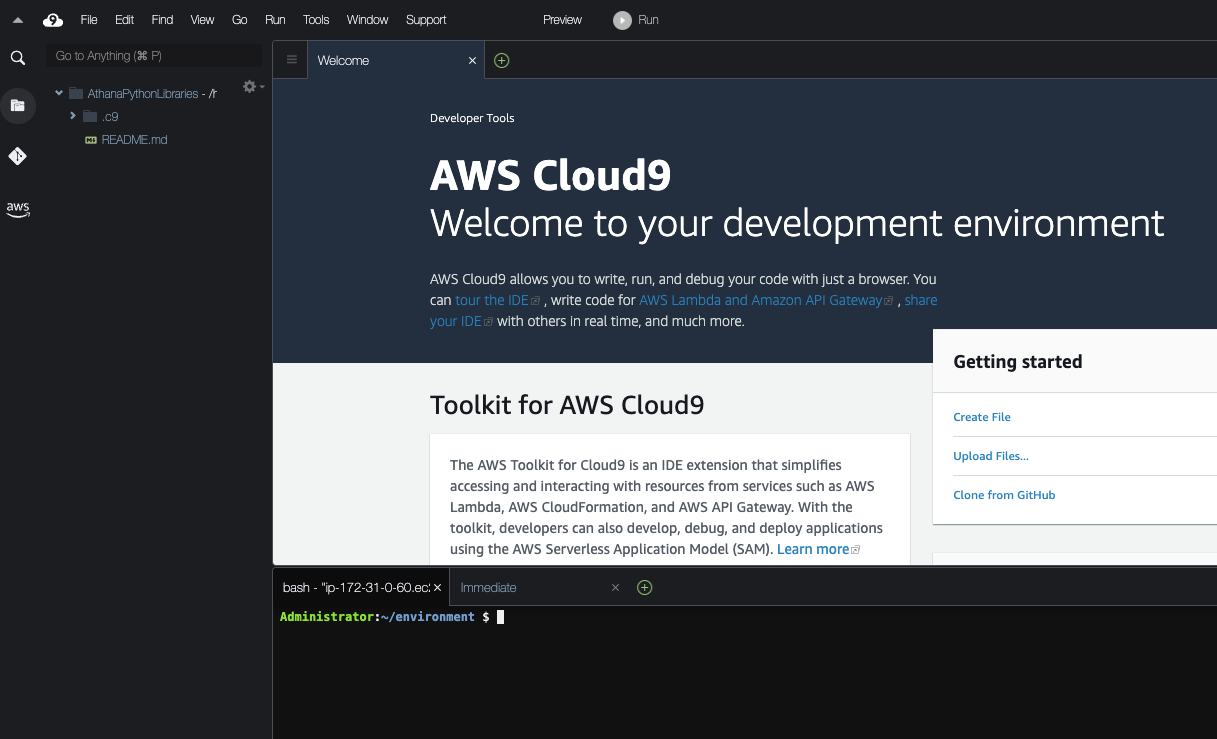 9 File Edit Find View Go Run Tools Window Support Preview Run
Go to Anything (⌘ P)
AthanaPythonLibraries - /r
.c9
README.md
aws
Welcome
Developer Tools
AWS Cloud9
Welcome to your development environment
AWS Cloud9 allows you to write, run, and debug your code with just a browser. You
can tour the IDE , write code for AWS Lambda and Amazon API Gateway , share
your IDE with others in real time, and much more.
Getting started
Create File
Upload Files...
Clone from GitHub
Toolkit for AWS Cloud9
The AWS Toolkit for Cloud9 is an IDE extension that simplifies
accessing and interacting with resources from services such as AWS
Lambda, AWS CloudFormation, and AWS API Gateway. With the
toolkit, developers can also develop, debug, and deploy applications
using the AWS Serverless Application Model (SAM). Learn more
bash - "ip-172-31-0-60.ec2 Immediate
Administrator:~/environment $